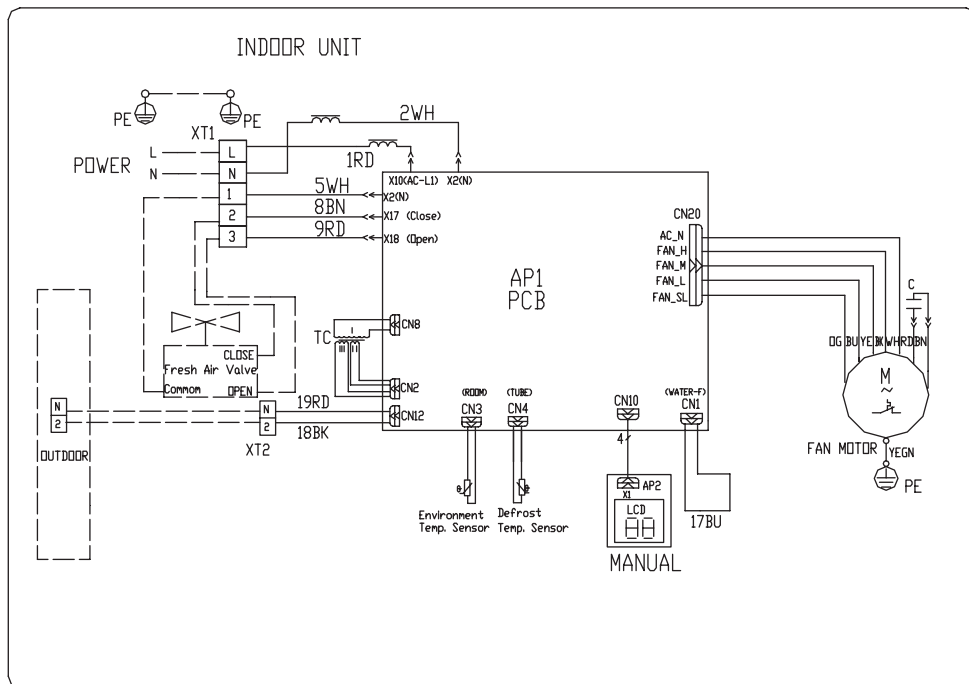 INDOOR UNIT
PE
PE
XT1
2WH
L
L
1RD
POWER
N
N
X10(AC-L1)
X2(N)
1
5WH
X2(N)
2
8BN
X17 (Close)
3
9RD
X18 (Open)
CN20
AC_N
FAN_H
FAN_M
FAN_L
FAN_SL
AP1
PCB
C
TC
I
III
II
CN8
OG BU YE BK WH RD BN
CLOSE
Fresh Air Valve
Commom
OPEN
CN2
M
~
N
2
N
2
19RD
18BK
CN12
(ROOM)
CN3
(TUBE)
CN4
CN10
(WATER-F)
CN1
OUTDOOR
XT2
4
FAN MOTOR
YEGN
PE
AP2
X1
LCD
88
Environment
Temp. Sensor
Defrost
Temp. Sensor
17BU
MANUAL